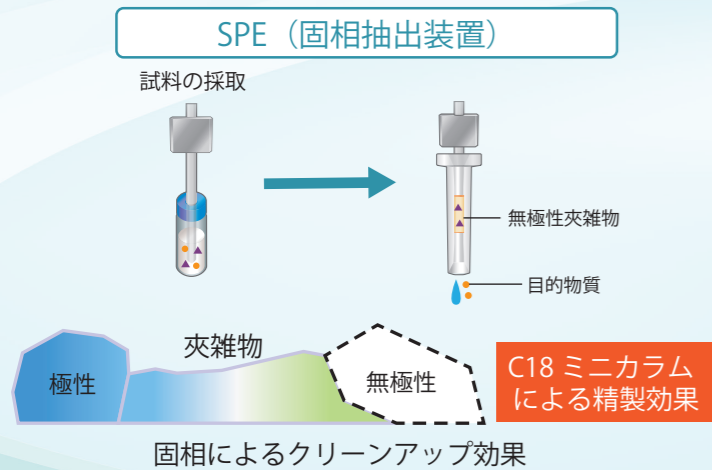 SPE（固相抽出装置）
試料の採取
無極性夾雑物
目的物質
夾雑物
極性
無極性
C18 ミニカラム
による精製効果
固相によるクリーンアップ効果